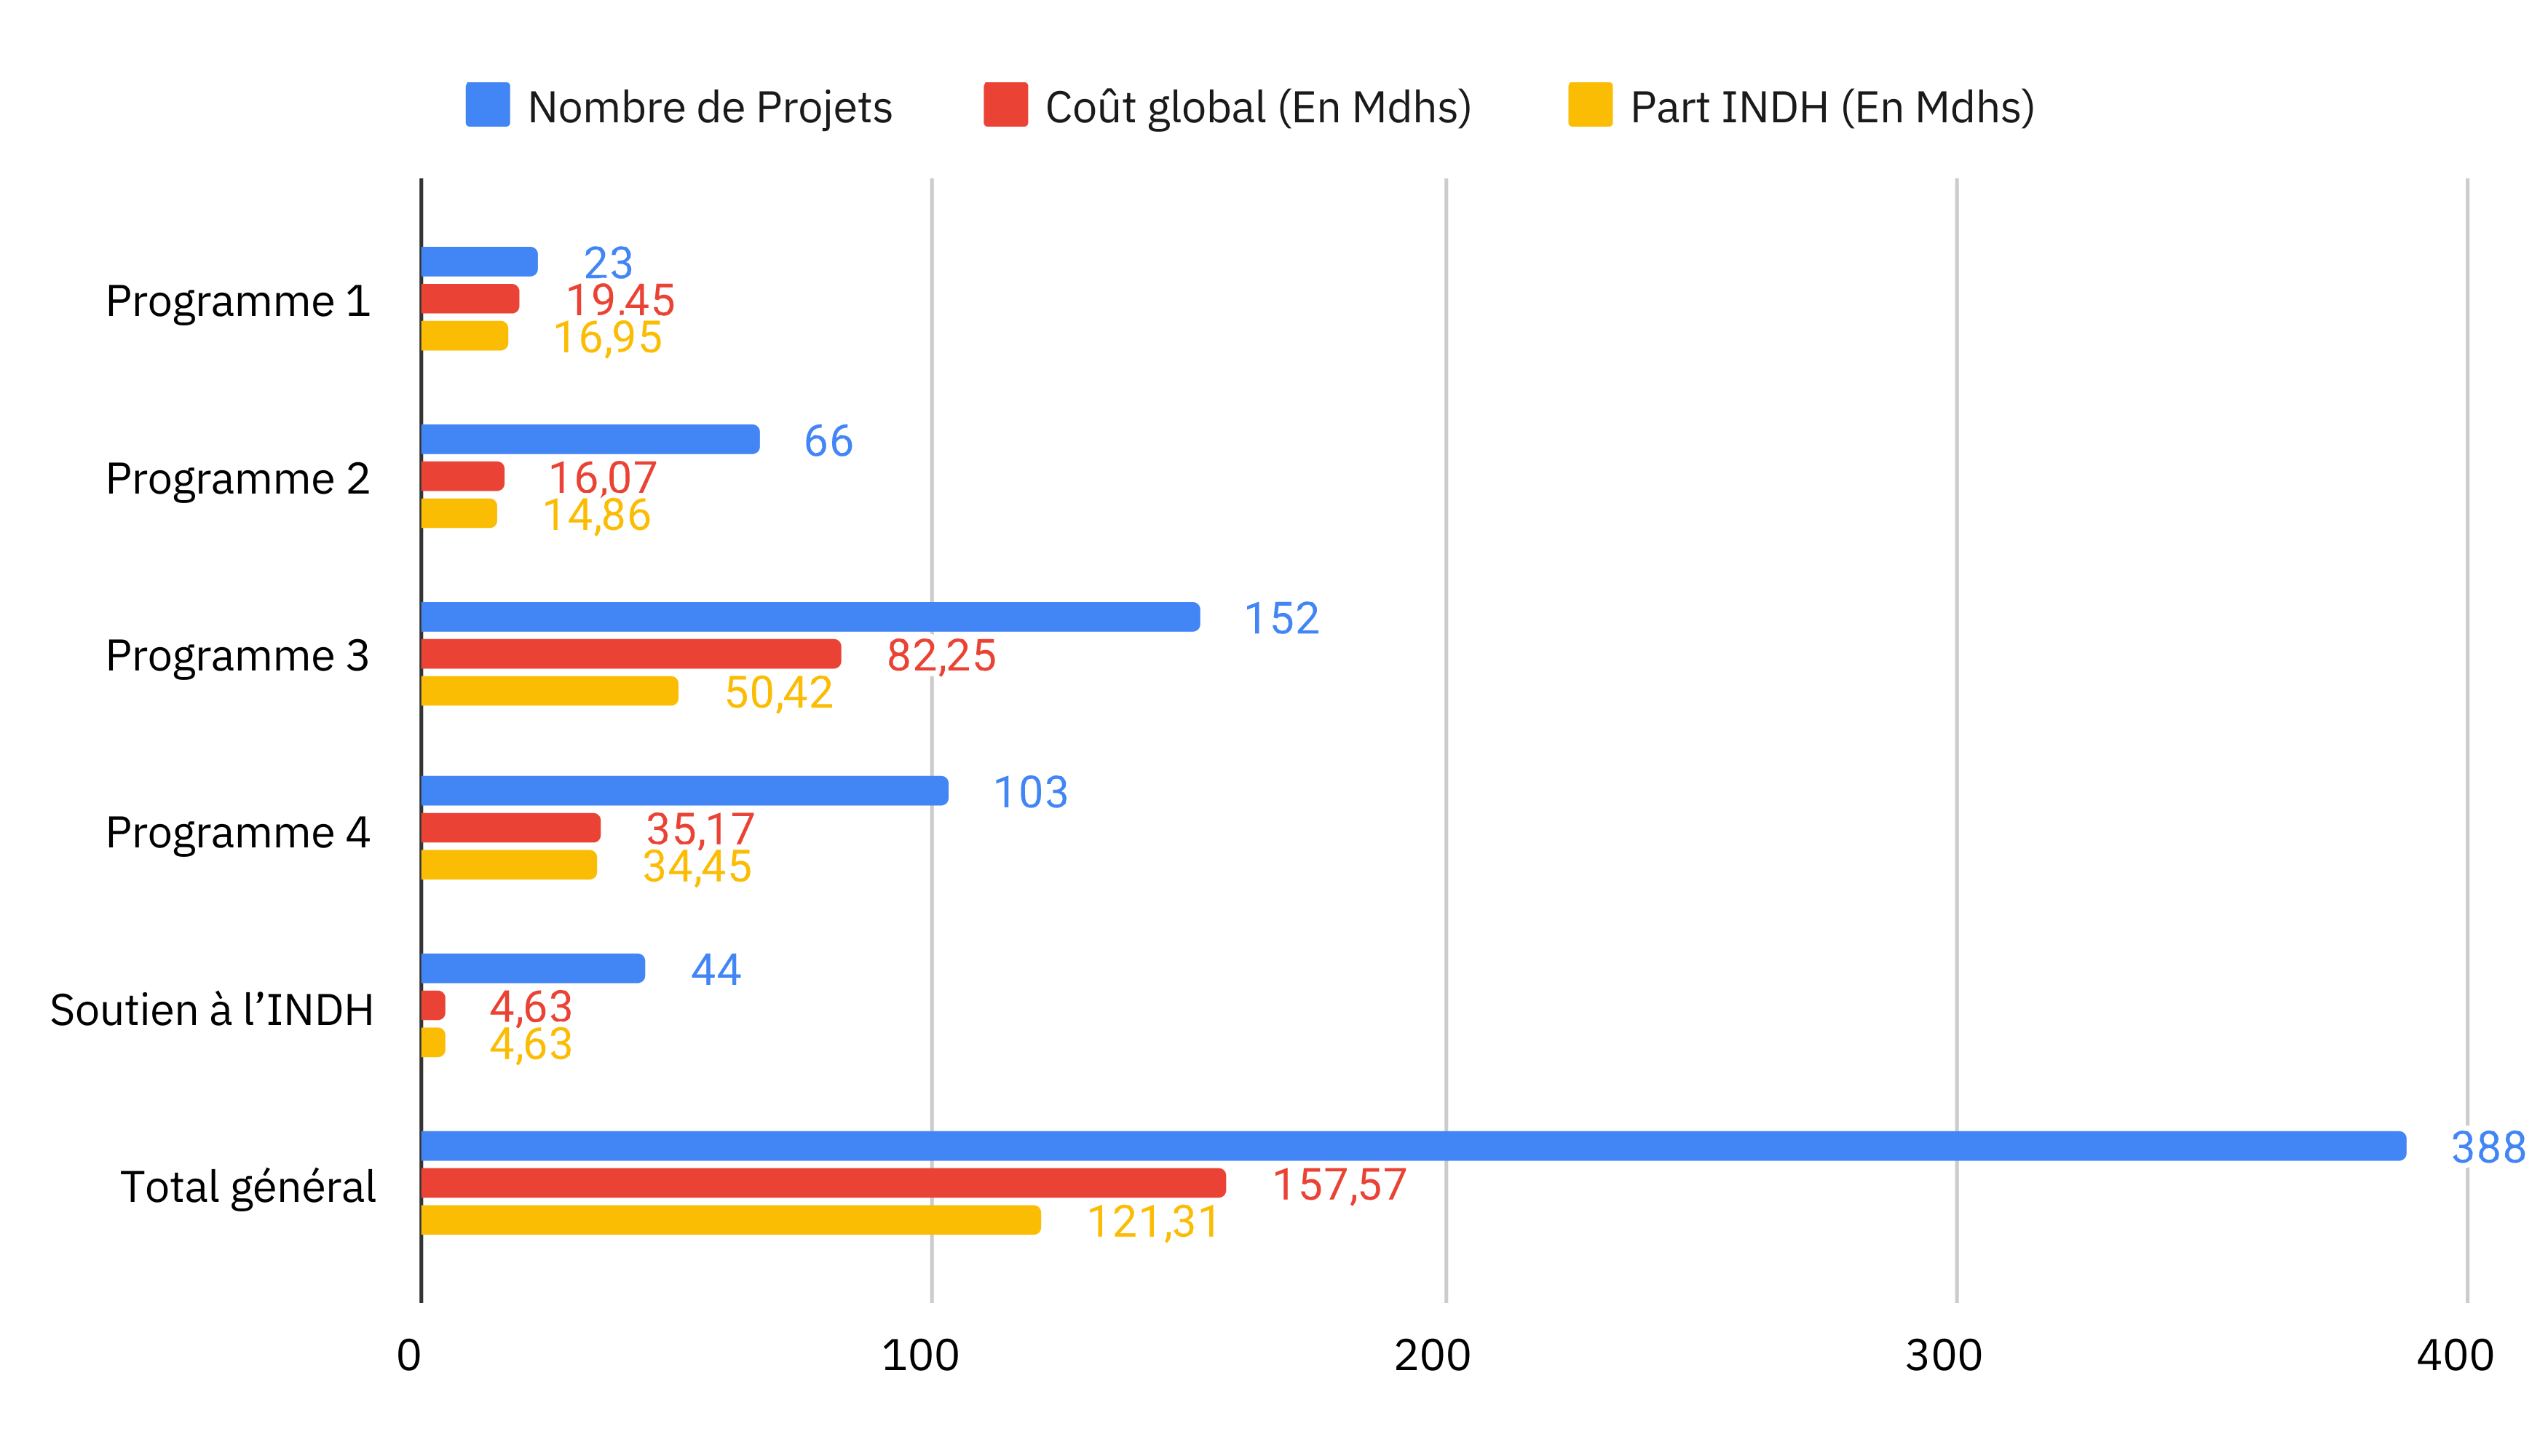 Nombre de Projets Coût global (En Mdhs) Part INDH (En Mdhs)
Programme 1
23
19.45
16,95
Programme 2
66
16,07
14,86
Programme 3
152
82,25
50,42
Programme 4
103
35,17
34,45
Soutien à l’INDH
44
4,63
4,63
Total général
388
157,57
121,31
0 100 200 300 400